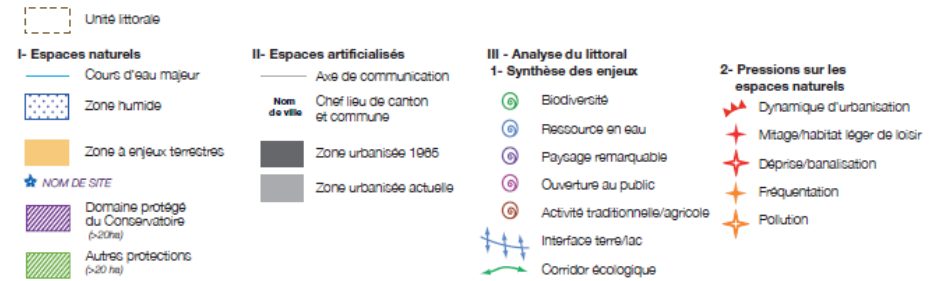 Unité littorale
I- Espaces naturels
Cours d'eau majeur
Zone humide
Zone à enjeux terrestres
NOM DE SITE
Domaine protégé
du Conservatoire
(>20ha)
Autres protections
(>20 ha)
II- Espaces artificialisés
Axe de communication
Nom
de ville
Chef lieu de canton
et commune
Zone urbanisée 1965
Zone urbanisée actuelle
III - Analyse du littoral
1- Synthèse des enjeux
Biodiversité
Ressource en eau
Paysage remarquable
Ouverture au public
Activité traditionnelle/agricole
Interface terre/lac
Corridor écologique
2- Pressions sur les
espaces naturels
Dynamique d'urbanisation
Mitage/habitat léger de loisir
Déprise/banalisation
Fréquentation
Pollution